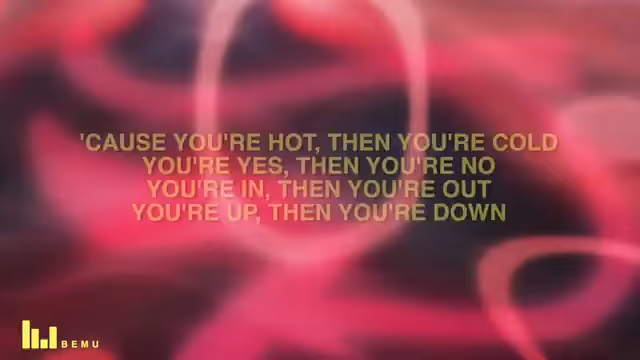 'CAUSE YOU'RE HOT, THEN YOU'RE COLD
YOU'RE YES, THEN YOU'RE NO
YOU'RE IN, THEN YOU'RE OUT
YOU'RE UP, THEN YOU'RE DOWN
BEMU